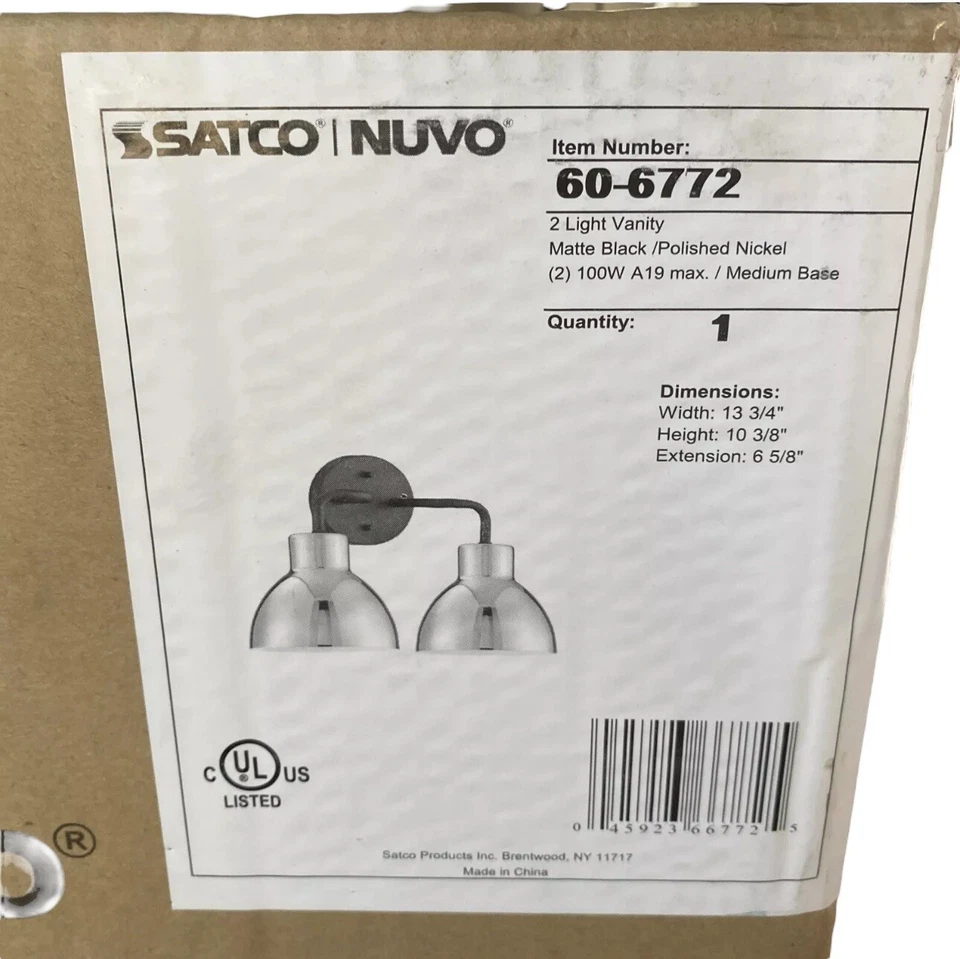 SATCO® | NUVO®
Item Number:
60-6772
2 Light Vanity
Matte Black /Polished Nickel
(2) 100W A19 max. / Medium Base
Quantity: 1
Dimensions:
Width: 13 3/4"
Height: 10 3/8"
Extension: 6 5/8"
C UL® US
LISTED
0 45923 66772 5
®
Satco Products Inc. Brentwood, NY 11717
Made in China